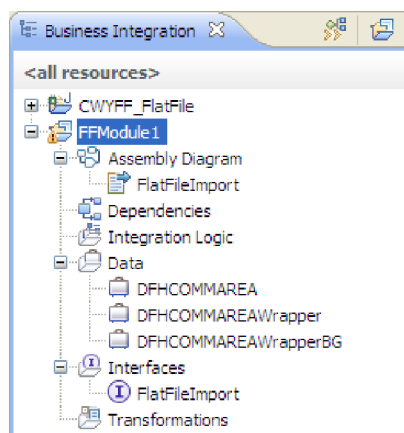 Business Integration
<all resources>
CWYFF_FlatFile
FFModule1
Assembly Diagram
FlatFileImport
Dependencies
Integration Logic
Data
DFHCOMMAREA
DFHCOMMAREAWrapper
DFHCOMMAREAWrapperBG
Interfaces
FlatFileImport
Transformations